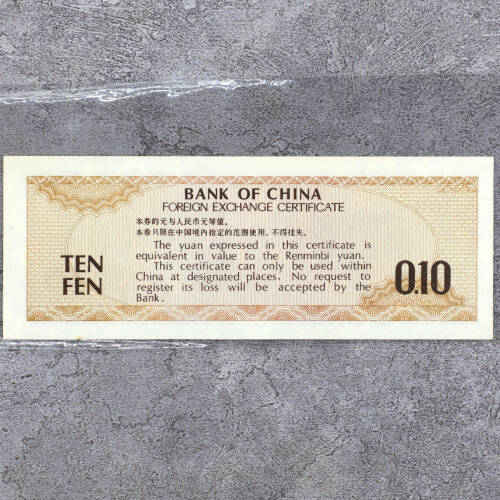 BANK OF CHINA
FOREIGN EXCHANGE CERTIFICATE
本券的元与人民币元等值。
本券只限在中国境内指定的范围使用，不得挂失。
The yuan expressed in this certificate is
equivalent in value to the Renminbi yuan.
This certificate can only be used within
China at designated places. No request to
register its loss will be accepted by the
Bank.
TEN
FEN
0.10